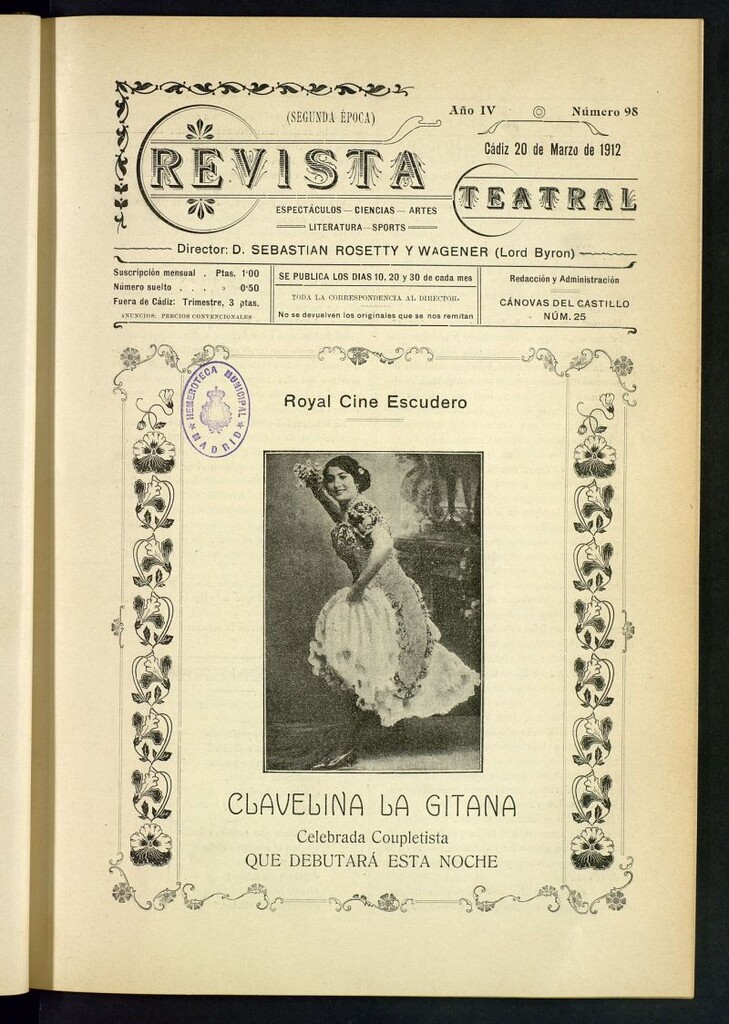 (SEGUNDA ÉPOCA)
Año IV
Número 98
Cádiz 20 de Marzo de 1912
REVISTA
TEATRAL
ESPECTÁCULOS — CIENCIAS — ARTES
LITERATURA — SPORTS
Director: D. SEBASTIAN ROSETTY Y WAGENER (Lord Byron)
Suscripción mensual . Ptas. 1'00
Número suelto . . . » 0'50
Fuera de Cádiz: Trimestre, 3 ptas.
ANUNCIOS: PRECIOS CONVENCIONALES
SE PUBLICA LOS DIAS 10, 20 y 30 de cada mes
TODA LA CORRESPONDENCIA AL DIRECTOR.
No se devuelven los originales que se nos remitan
Redacción y Administración
CÁNOVAS DEL CASTILLO
NÚM. 25
HEMEROTECA MUNICIPAL
MADRID
Royal Cine Escudero
CLAVELINA LA GITANA
Celebrada Coupletista
QUE DEBUTARÁ ESTA NOCHE